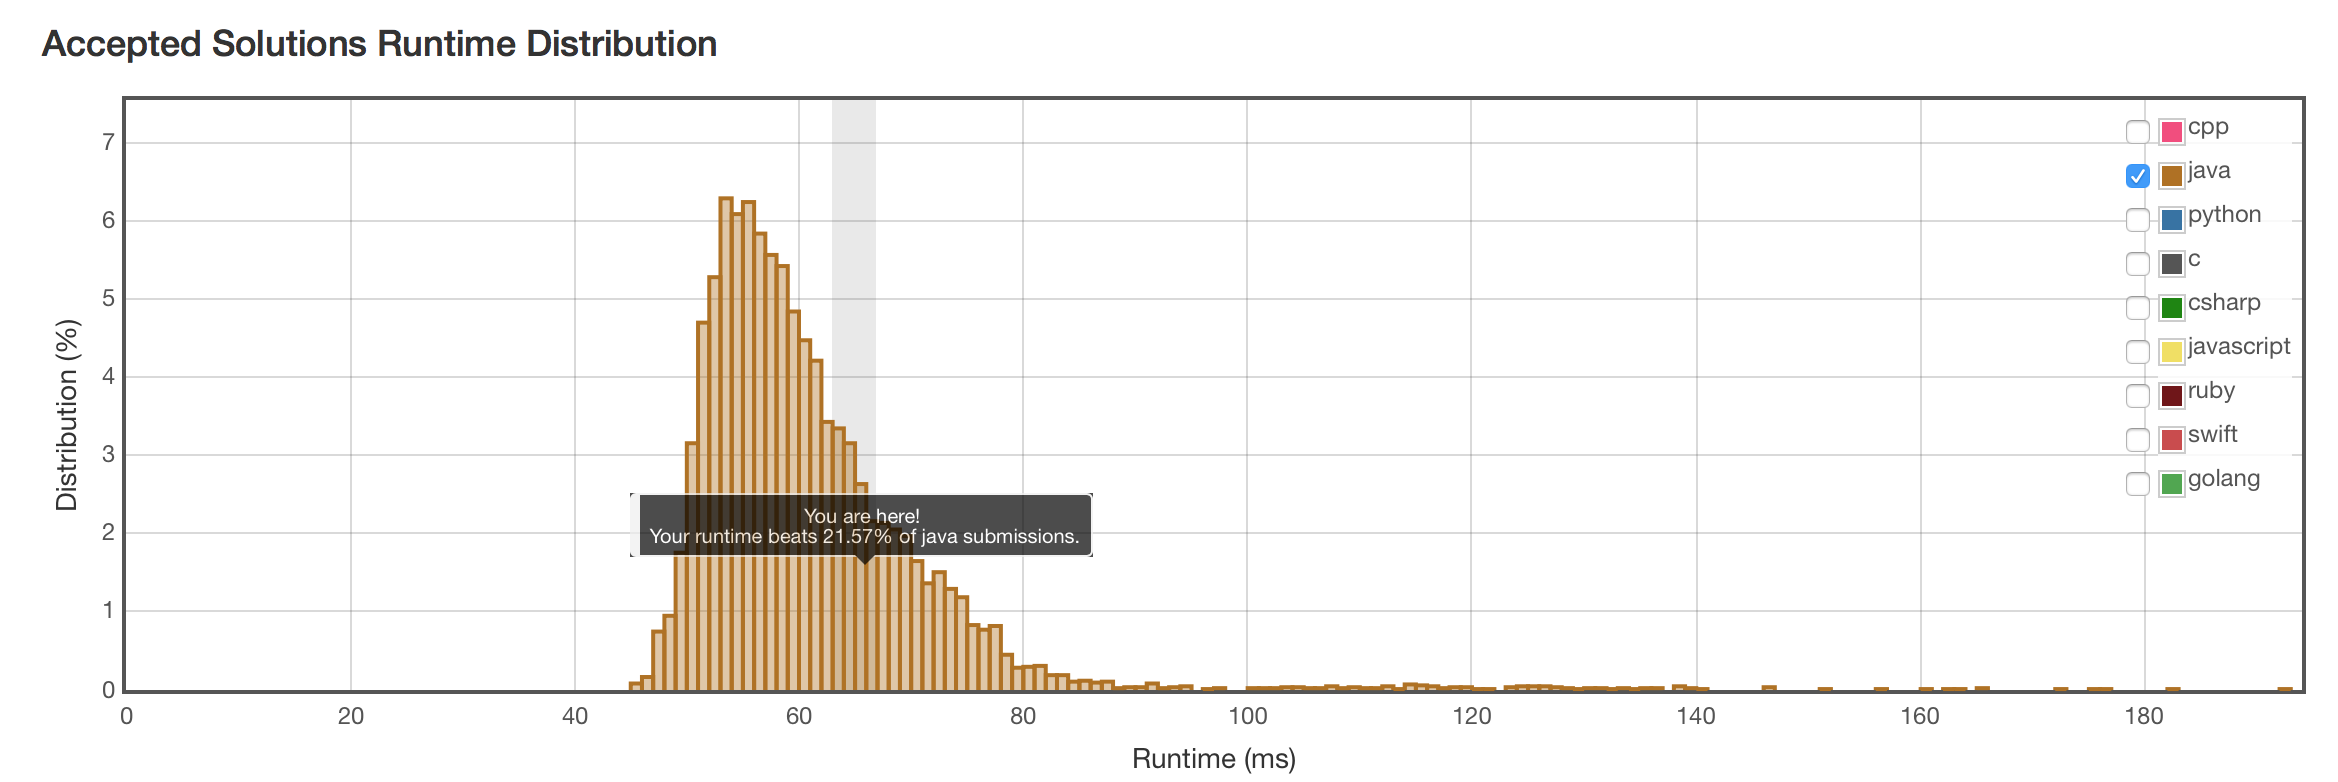 Accepted Solutions Runtime Distribution
7
6
5
4
3
2
1
0
Distribution (%)
0 20 40 60 80 100 120 140 160 180
Runtime (ms)
You are here!
Your runtime beats 21.57% of java submissions.
cpp
java
python
c
csharp
javascript
ruby
swift
golang